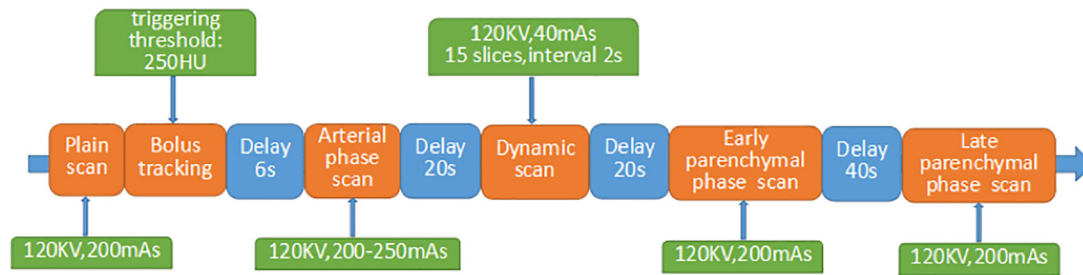 triggering
threshold:
250HU
120KV,40mAs
15 slices,interval 2s
Plain
scan
Bolus
tracking
Delay
6s
Arterial
phase
scan
Delay
20s
Dynamic
scan
Delay
20s
Early
parenchymal
phase scan
Delay
40s
Late
parenchymal
phase scan
120KV,200mAs
120KV,200-250mAs
120KV,200mAs
120KV,200mAs